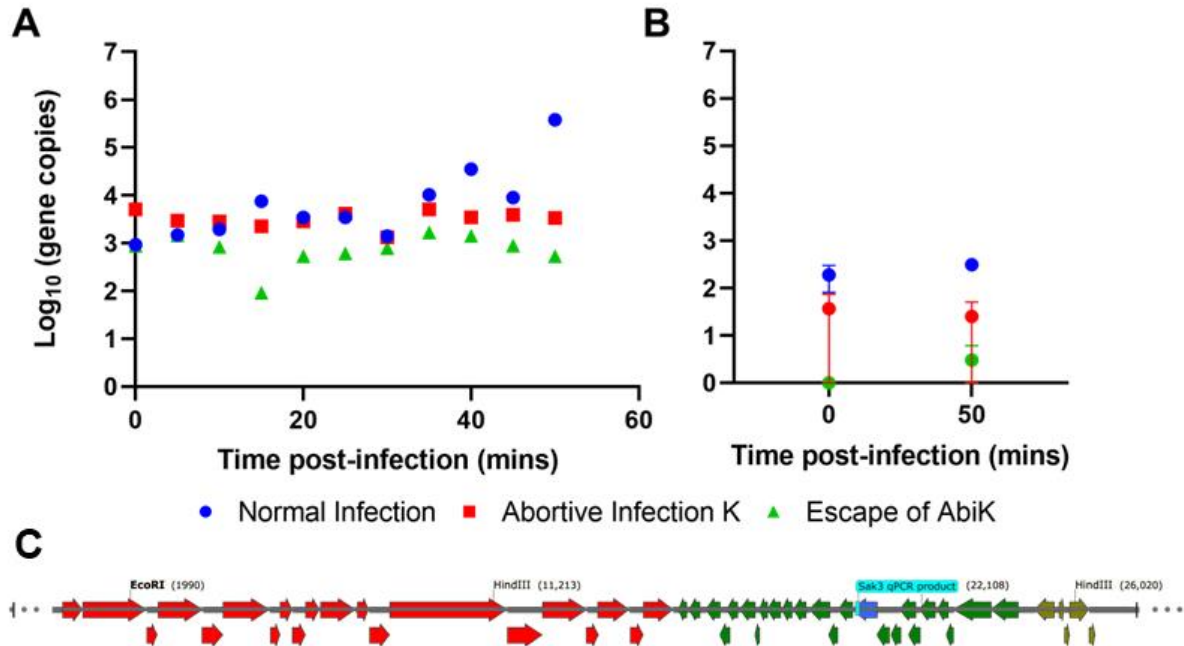 A
B
7
6
5
4
3
2
1
0
Log10 (gene copies)
0
20
40
60
Time post-infection (mins)
7
6
5
4
3
2
1
0
0
50
Time post-infection (mins)
Normal Infection
Abortive Infection K
Escape of AbiK
C
EcoRI (1990)
HindIII (11,213)
Sak3 qPCR product (22,108)
HindIII (26,020)